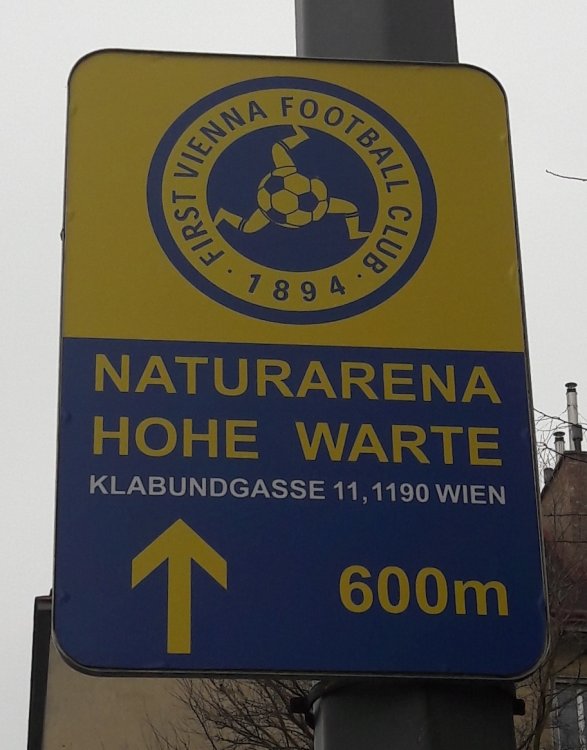 FIRST VIENNA FOOTBALL CLUB
· 1894 ·
NATURARENA
HOHE WARTE
KLABUNDGASSE 11, 1190 WIEN
600m